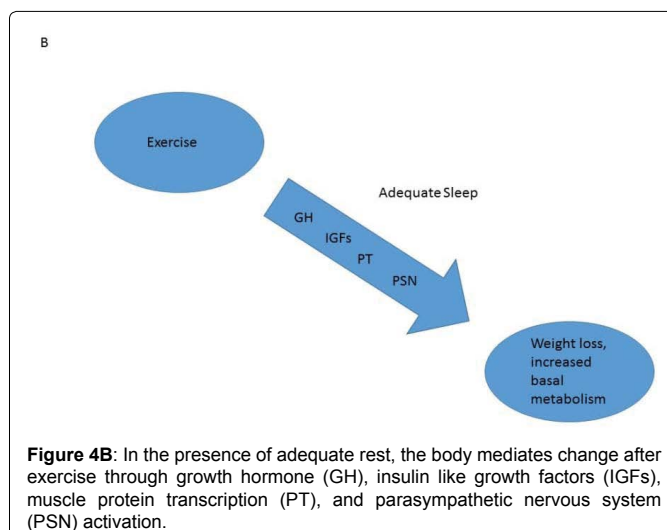 B
Exercise
Adequate Sleep
GH
IGFs
PT
PSN
Weight loss,
increased
basal
metabolism
Figure 4B: In the presence of adequate rest, the body mediates change after
exercise through growth hormone (GH), insulin like growth factors (IGFs),
muscle protein transcription (PT), and parasympathetic nervous system
(PSN) activation.